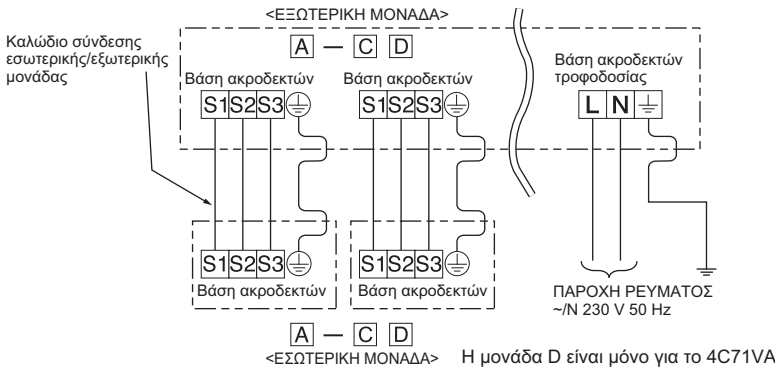 <ΕΞΩΤΕΡΙΚΗ ΜΟΝΑΔΑ>
A — C D
Καλώδιο σύνδεσης
εσωτερικής/εξωτερικής
μονάδας
Βάση ακροδεκτών
Βάση ακροδεκτών
Βάση ακροδεκτών
τροφοδοσίας
S1 S2 S3
S1 S2 S3
L N
S1 S2 S3
S1 S2 S3
Βάση ακροδεκτών
Βάση ακροδεκτών
ΠΑΡΟΧΗ ΡΕΥΜΑΤΟΣ
~/N 230 V 50 Hz
A — C D
<ΕΣΩΤΕΡΙΚΗ ΜΟΝΑΔΑ>
Η μονάδα D είναι μόνο για το 4C71VA